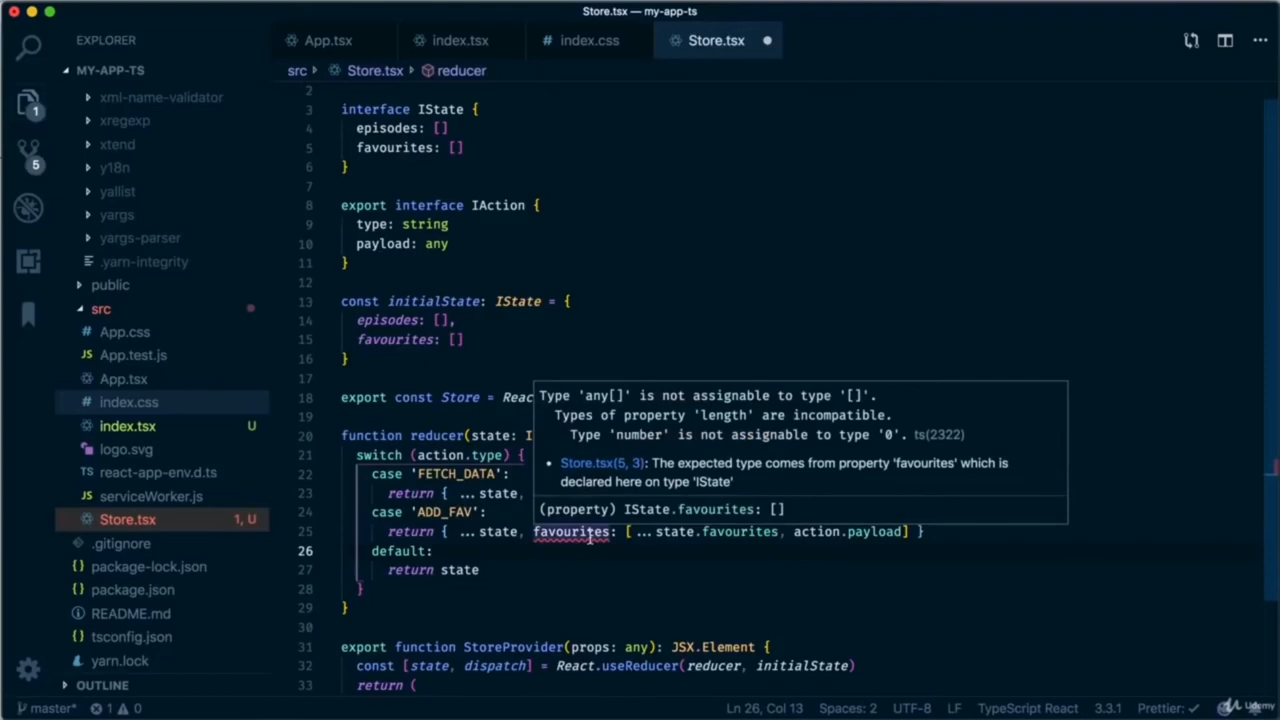 Store.tsx — my-app-ts
EXPLORER
App.tsx
index.tsx
index.css
Store.tsx
MY-APP-TS
src
Store.tsx
reducer
xml-name-validator
xregexp
xtend
y18n
yallist
yargs
yargs-parser
.yarn-integrity
public
src
App.css
JS App.test.js
App.tsx
# index.css
index.tsx U
logo.svg
TS react-app-env.d.ts
JS serviceWorker.js
Store.tsx 1, U
.gitignore
{} package-lock.json
{} package.json
README.md
tsconfig.json
yarn.lock
OUTLINE
1
5
2
3 interface IState {
4 episodes: []
5 favourites: []
6 }
7
8 export interface IAction {
9 type: string
10 payload: any
11 }
12
13 const initialState: IState = {
14 episodes: [],
15 favourites: []
16 }
17
18 export const Store = Reac
19
20 function reducer(state: I
21 switch (action.type) {
22 case 'FETCH_DATA':
23 return { ...state,
24 case 'ADD_FAV':
25 return { ...state, favourites: [...state.favourites, action.payload] }
26 default:
27 return state
28 }
29 }
30
31 export function StoreProvider(props: any): JSX.Element {
32 const [state, dispatch] = React.useReducer(reducer, initialState)
33 return (
Type 'any[]' is not assignable to type '[]'.
Types of property 'length' are incompatible.
Type 'number' is not assignable to type '0'. ts(2322)
• Store.tsx(5, 3): The expected type comes from property 'favourites' which is
declared here on type 'IState'
(property) IState.favourites: []
master* 1 0 Ln 26, Col 13 Spaces: 2 UTF-8 LF TypeScript React 3.3.1 Prettier: ✓
Udemy